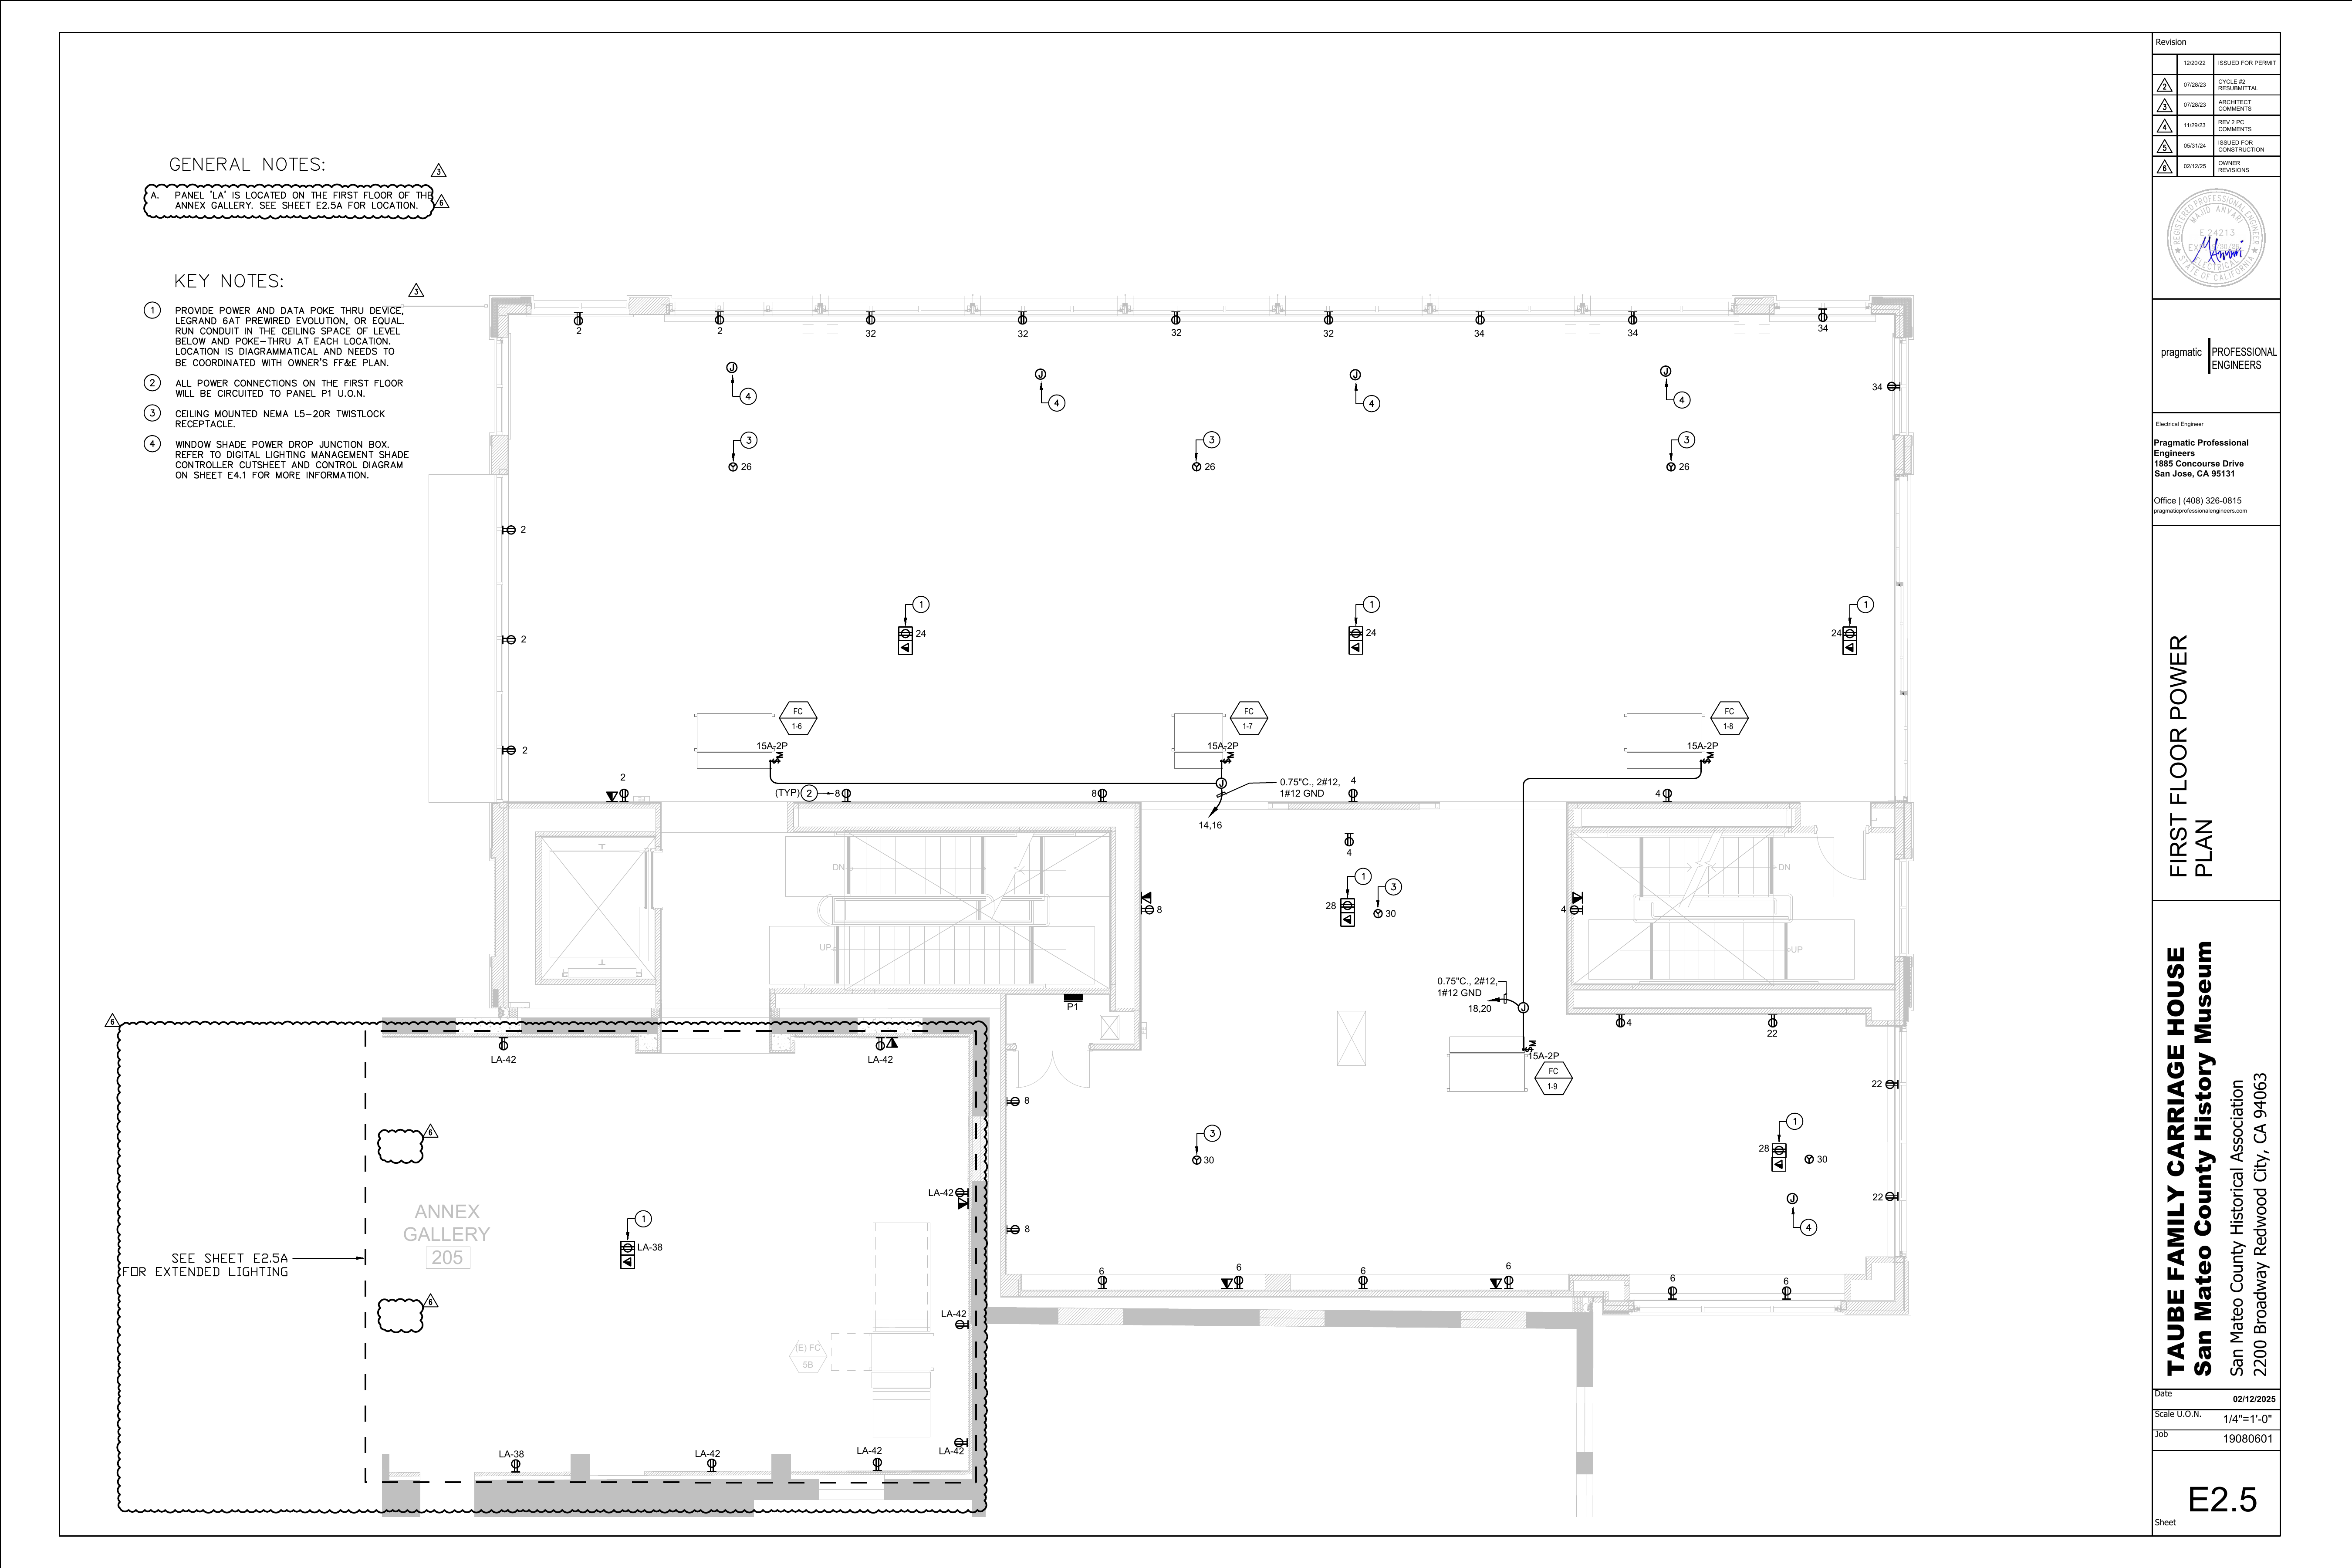 GENERAL NOTES:
3
A. PANEL 'LA' IS LOCATED ON THE FIRST FLOOR OF THE
ANNEX GALLERY. SEE SHEET E2.5A FOR LOCATION.
6
KEY NOTES:
3
1 PROVIDE POWER AND DATA POKE THRU DEVICE,
LEGRAND 6AT PREWIRED EVOLUTION, OR EQUAL.
RUN CONDUIT IN THE CEILING SPACE OF LEVEL
BELOW AND POKE-THRU AT EACH LOCATION.
LOCATION IS DIAGRAMMATICAL AND NEEDS TO
BE COORDINATED WITH OWNER'S FF&E PLAN.
2 ALL POWER CONNECTIONS ON THE FIRST FLOOR
WILL BE CIRCUITED TO PANEL P1 U.O.N.
3 CEILING MOUNTED NEMA L5-20R TWISTLOCK
RECEPTACLE.
4 WINDOW SHADE POWER DROP JUNCTION BOX.
REFER TO DIGITAL LIGHTING MANAGEMENT SHADE
CONTROLLER CUTSHEET AND CONTROL DIAGRAM
ON SHEET E4.1 FOR MORE INFORMATION.
2 2 32 32 32 32 34 34 34
J J J J
34
4 4 4 4
3 3 3
26 26 26
2
1 1 1
24 24 24
2
FC FC FC
1-6 1-7 1-8
15A-2P 15A-2P 15A-2P
M M M
2
2
J
(TYP) 2 8 8
0.75"C., 2#12,
1#12 GND
4 4
14,16
4
DN DN
1
3
28 30
8 4
UP UP
0.75"C., 2#12,
1#12 GND
18,20
J
P1
4 22
M
15A-2P
FC
1-9
22
8
6
LA-42 LA-42
6
3
30
1
28 30
J
4
22
8
LA-42
ANNEX
GALLERY
205
1
LA-38
SEE SHEET E2.5A
FOR EXTENDED LIGHTING
6
6 6 6 6 6 6
LA-42
(E) FC
5B
LA-42
LA-38 LA-42 LA-42
Revision
12/20/22 ISSUED FOR PERMIT
2 07/28/23 CYCLE #2
RESUBMITTAL
3 07/28/23 ARCHITECT
COMMENTS
4 11/29/23 REV 2 PC
COMMENTS
5 05/31/24 ISSUED FOR
CONSTRUCTION
6 02/12/25 OWNER
REVISIONS
REGISTERED PROFESSIONAL ENGINEER
MAJID ANVARI
E 24213
ELECTRICAL
STATE OF CALIFORNIA
pragmatic PROFESSIONAL
ENGINEERS
Electrical Engineer
Pragmatic Professional
Engineers
1885 Concourse Drive
San Jose, CA 95131
Office | (408) 326-0815
pragmaticprofessionalengineers.com
FIRST FLOOR POWER
PLAN
TAUBE FAMILY CARRIAGE HOUSE
San Mateo County History Museum
San Mateo County Historical Association
2200 Broadway Redwood City, CA 94063
Date
02/12/2025
Scale U.O.N.
1/4"=1'-0"
Job
19080601
E2.5
Sheet